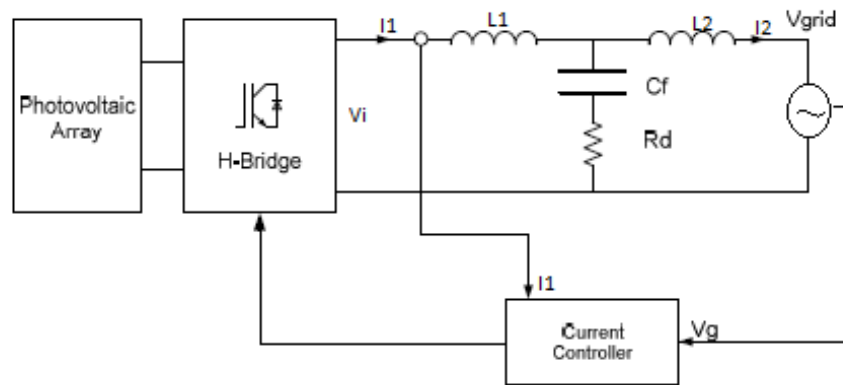 Photovoltaic
Array
H-Bridge
Vi
I1
L1
L2
I2
Vgrid
Cf
Rd
I1
Current
Controller
Vg